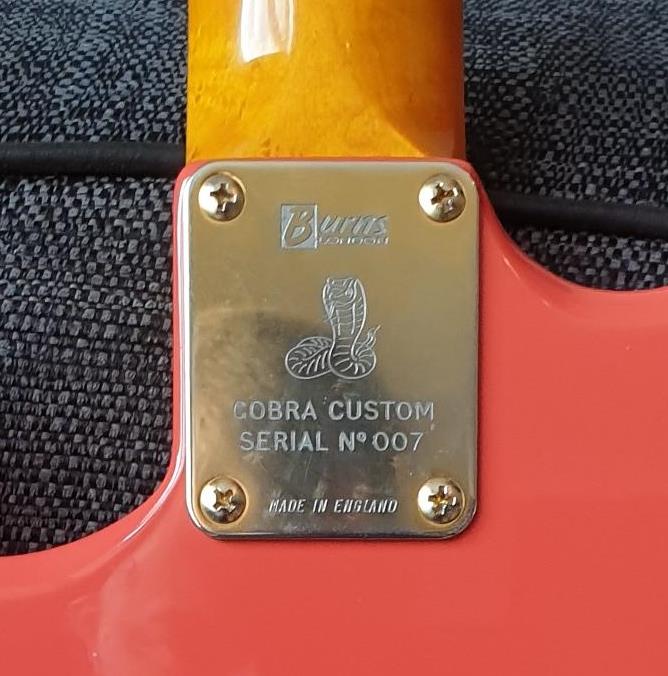 Burns
LONDON
COBRA CUSTOM
SERIAL Nº 007
MADE IN ENGLAND